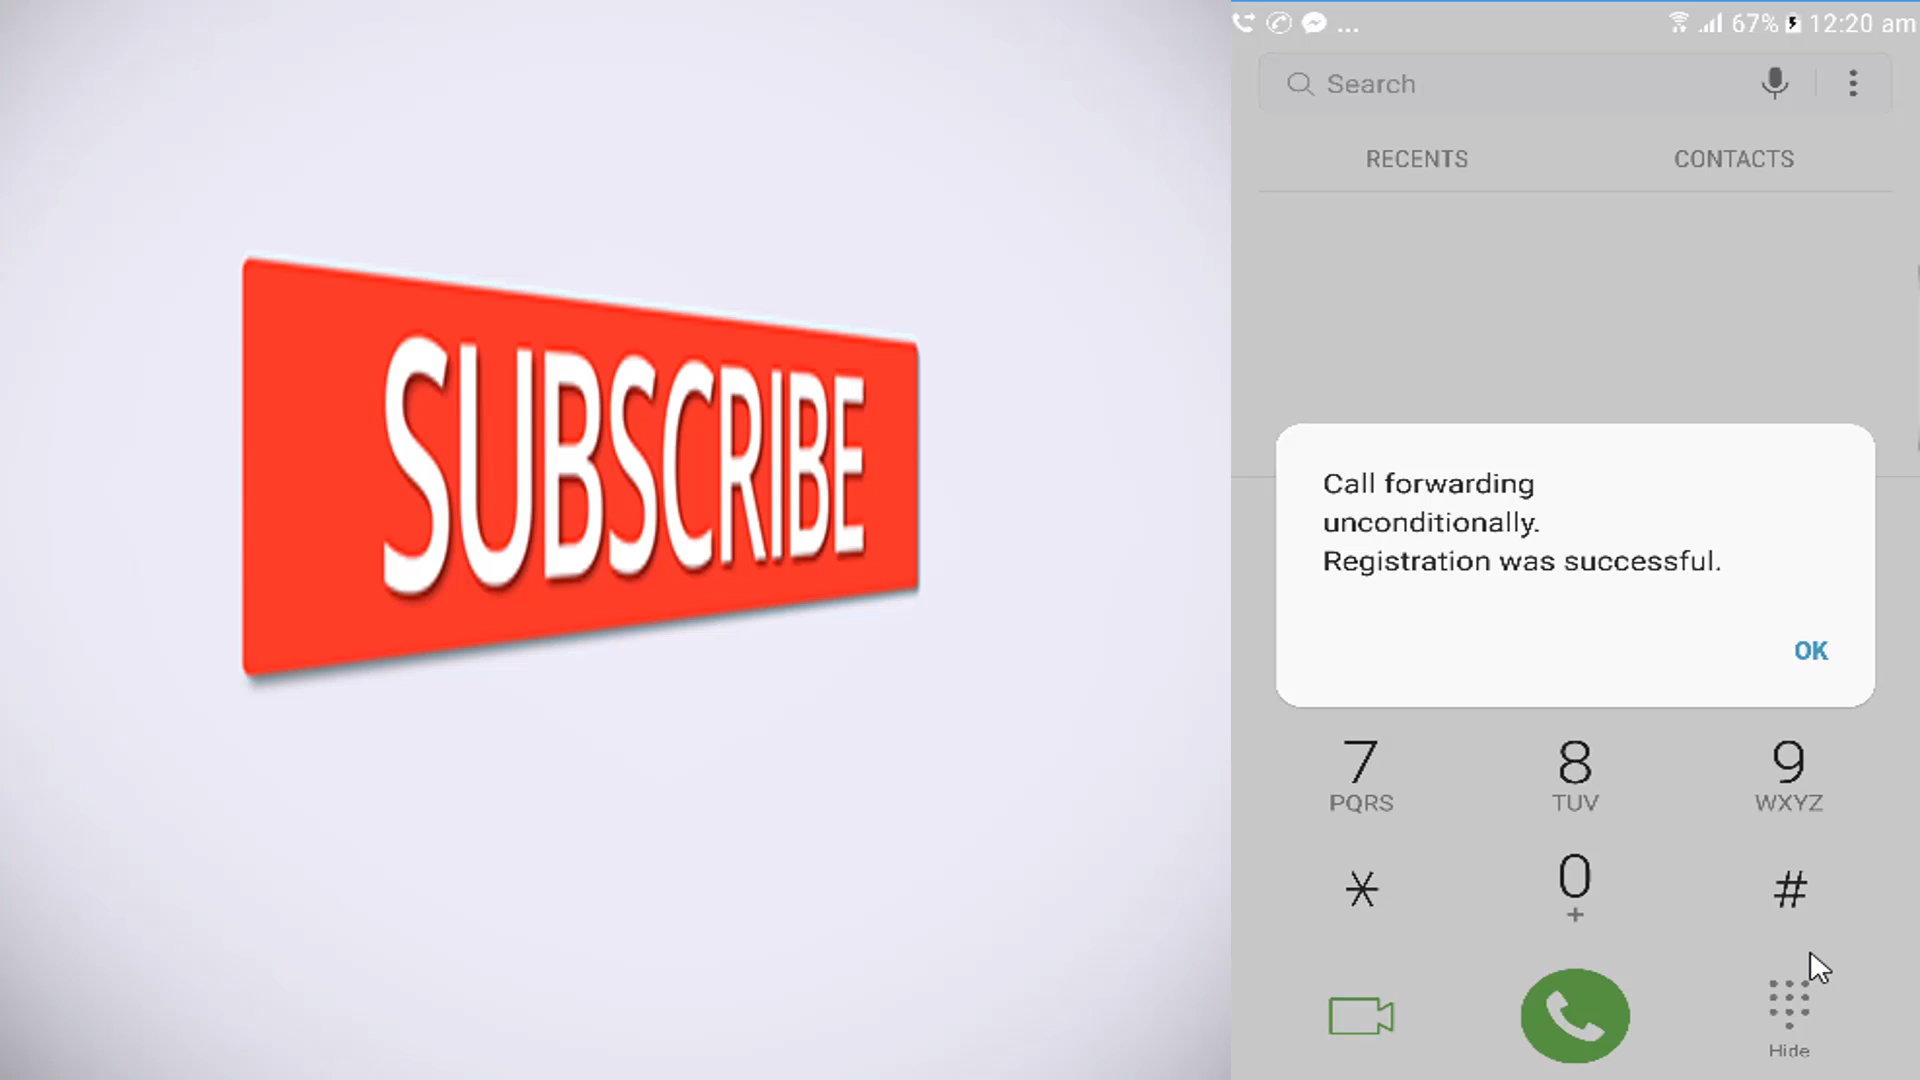 SUBSCRIBE
... 67% 12:20 am
Search
RECENTS CONTACTS
Call forwarding
unconditionally.
Registration was successful.
OK
7 8 9
PQRS TUV WXYZ
* 0 #
+
Hide